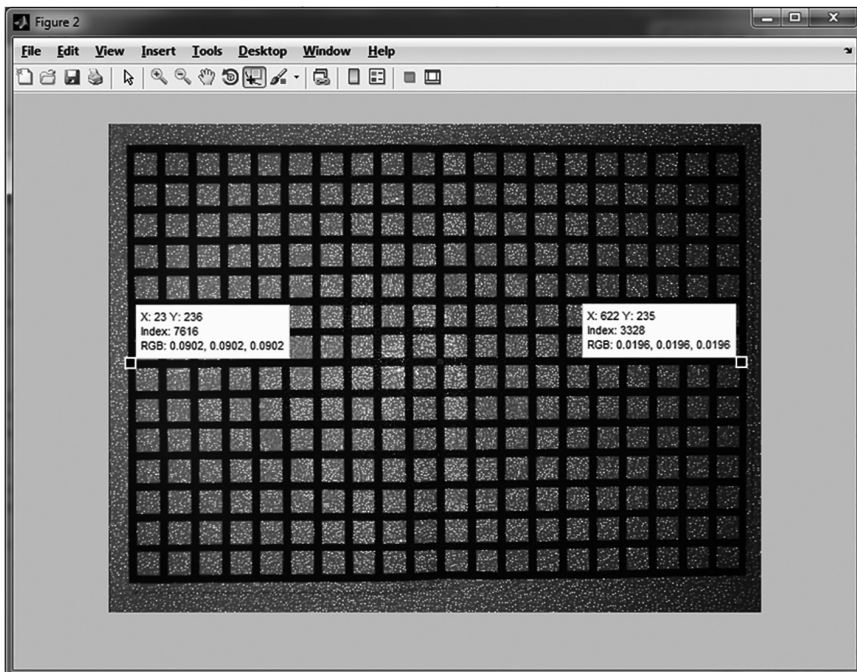 Figure 2
File Edit View Insert Tools Desktop Window Help
X: 23 Y: 236
Index: 7616
RGB: 0.0902, 0.0902, 0.0902
X: 622 Y: 235
Index: 3328
RGB: 0.0196, 0.0196, 0.0196